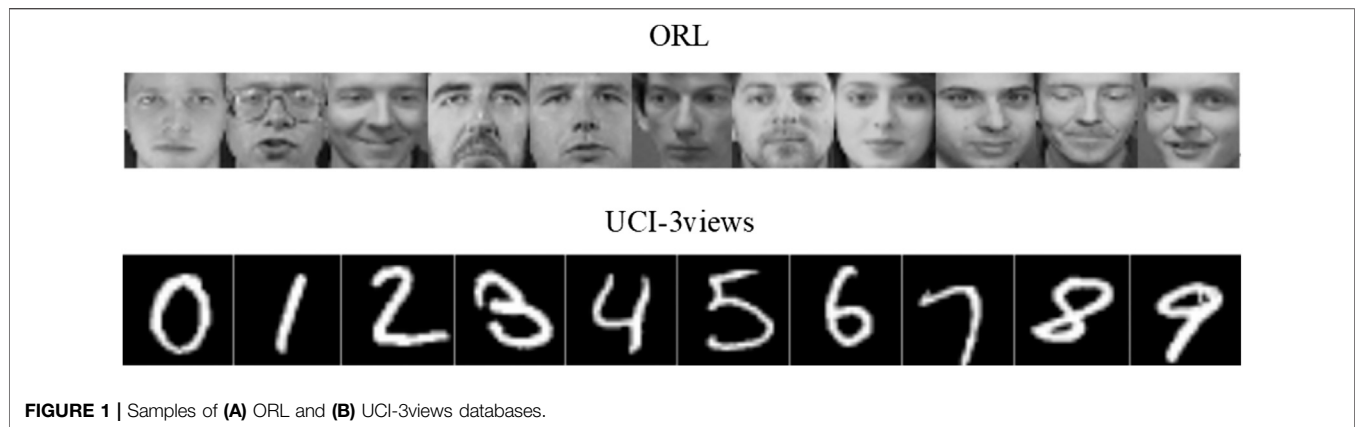 ORL
UCI-3views
0 1 2 3 4 5 6 7 8 9
FIGURE 1 | Samples of (A) ORL and (B) UCI-3views databases.